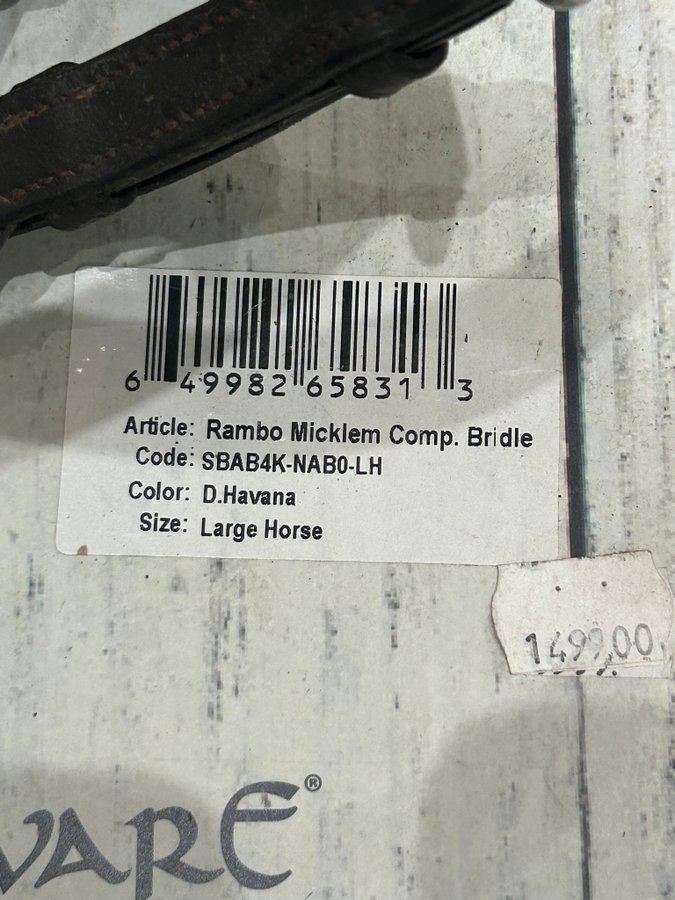 6 49982 65831 3
Article: Rambo Micklem Comp. Bridle
Code: SBAB4K-NAB0-LH
Color: D.Havana
Size: Large Horse
1499,00
WARE®